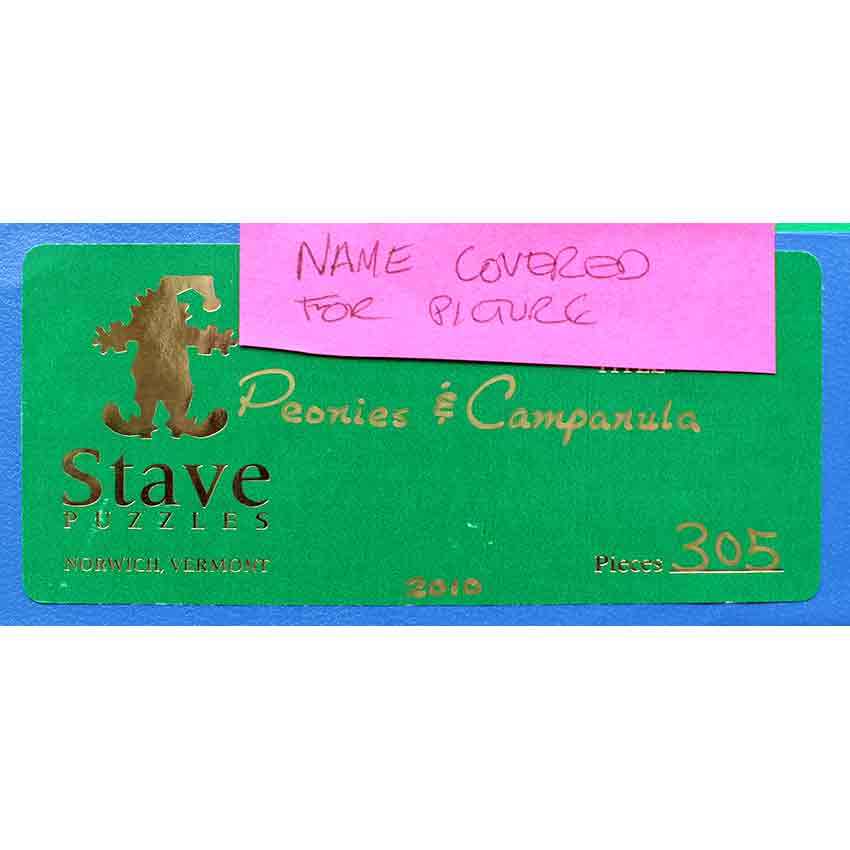 NAME COVERED
FOR PICTURE
Peonies & Campanula
Stave
PUZZLES
NORWICH, VERMONT
Pieces 305
2010